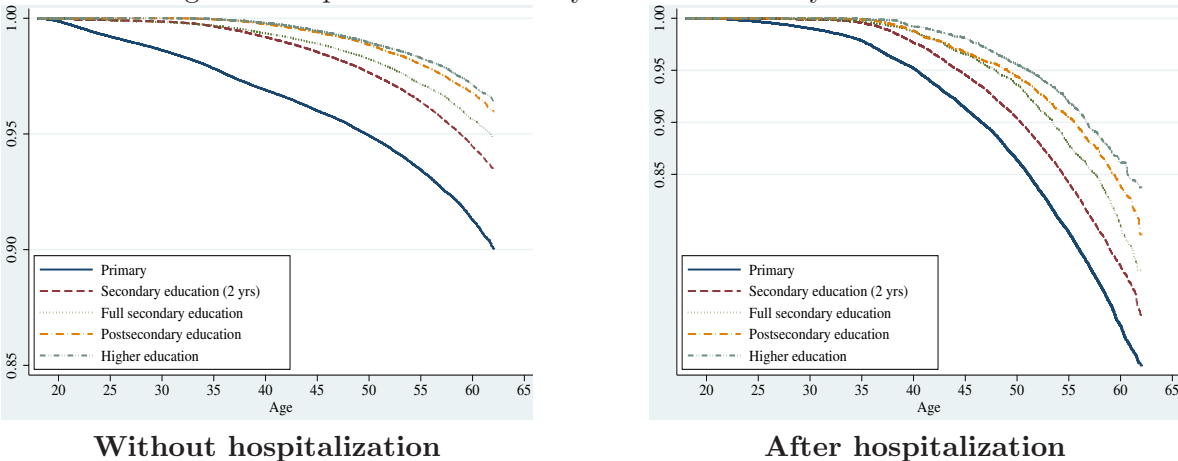 1.00
0.95
0.90
0.85
Primary
Secondary education (2 yrs)
Full secondary education
Postsecondary education
Higher education
20 25 30 35 40 45 50 55 60 65
Age
Without hospitalization
1.00
0.95
0.90
0.85
Primary
Secondary education (2 yrs)
Full secondary education
Postsecondary education
Higher education
20 25 30 35 40 45 50 55 60 65
Age
After hospitalization